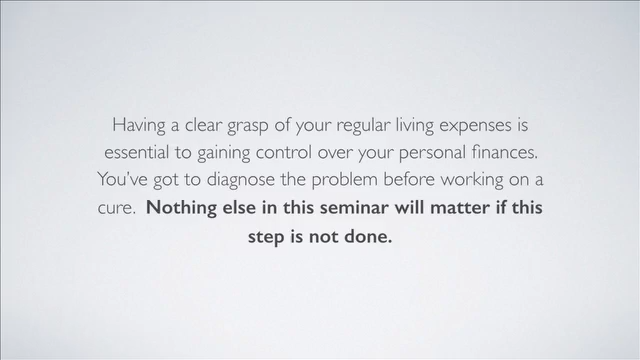 Having a clear grasp of your regular living expenses is
essential to gaining control over your personal finances.
You've got to diagnose the problem before working on a
cure. Nothing else in this seminar will matter if this
step is not done.